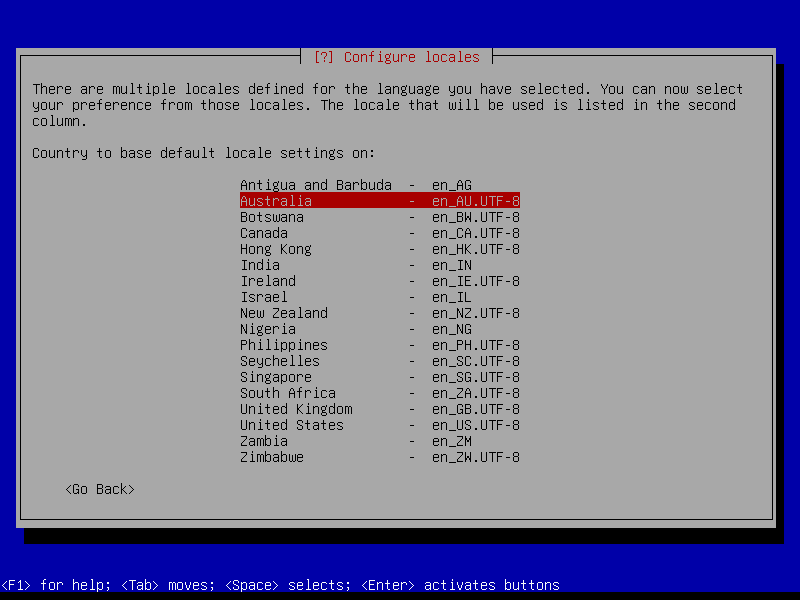 [?] Configure locales
There are multiple locales defined for the language you have selected. You can now select
your preference from those locales. The locale that will be used is listed in the second
column.
Country to base default locale settings on:
Antigua and Barbuda - en_AG
Australia - en_AU.UTF-8
Botswana - en_BW.UTF-8
Canada - en_CA.UTF-8
Hong Kong - en_HK.UTF-8
India - en_IN
Ireland - en_IE.UTF-8
Israel - en_IL
New Zealand - en_NZ.UTF-8
Nigeria - en_NG
Philippines - en_PH.UTF-8
Seychelles - en_SC.UTF-8
Singapore - en_SG.UTF-8
South Africa - en_ZA.UTF-8
United Kingdom - en_GB.UTF-8
United States - en_US.UTF-8
Zambia - en_ZM
Zimbabwe - en_ZW.UTF-8
<Go Back>
<F1> for help; <Tab> moves; <Space> selects; <Enter> activates buttons